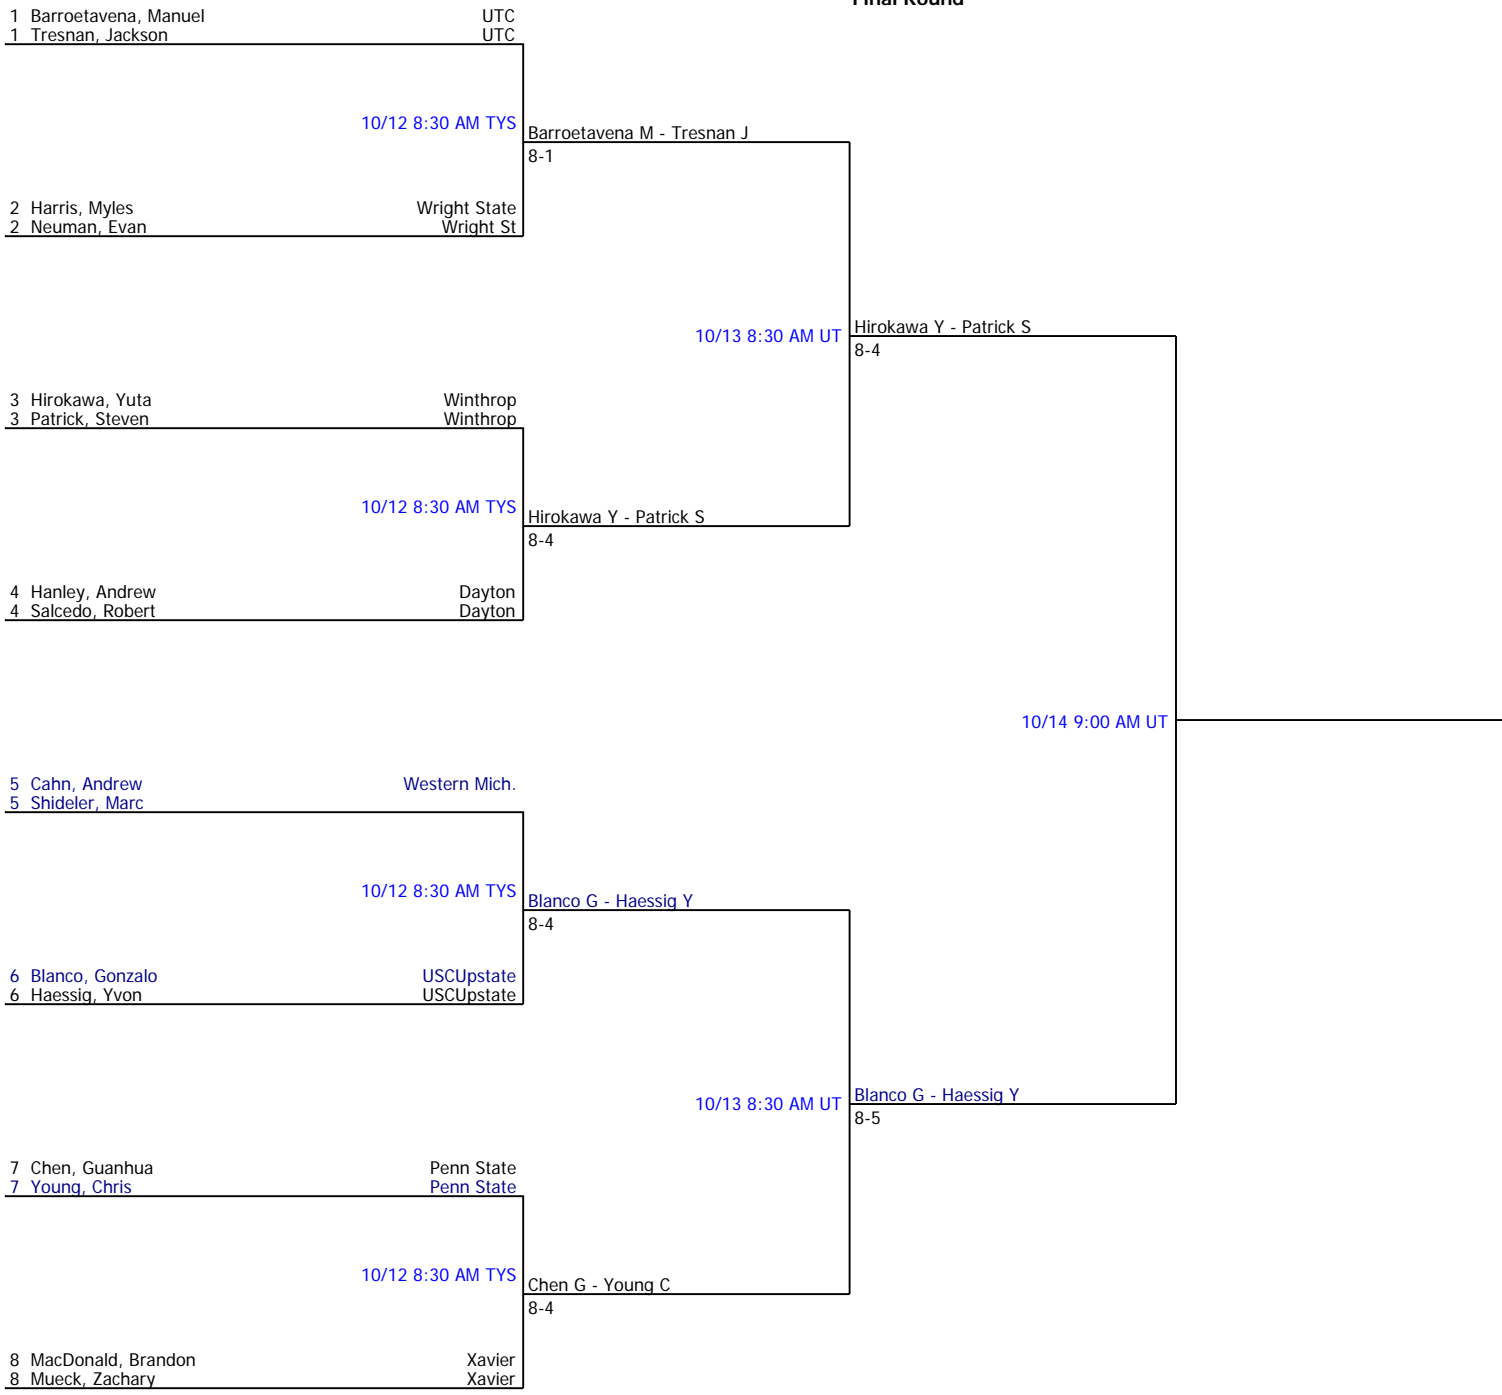 Final Round
1 Barroetavena, Manuel UTC
1 Tresnan, Jackson UTC
10/12 8:30 AM TYS
Barroetavena M - Tresnan J
8-1
2 Harris, Myles Wright State
2 Neuman, Evan Wright St
10/13 8:30 AM UT
Hirokawa Y - Patrick S
8-4
3 Hirokawa, Yuta Winthrop
3 Patrick, Steven Winthrop
10/12 8:30 AM TYS
Hirokawa Y - Patrick S
8-4
4 Hanley, Andrew Dayton
4 Salcedo, Robert Dayton
10/14 9:00 AM UT
5 Cahn, Andrew Western Mich.
5 Shideler, Marc
10/12 8:30 AM TYS
Blanco G - Haessig Y
8-4
6 Blanco, Gonzalo USCUpstate
6 Haessig, Yvon USCUpstate
10/13 8:30 AM UT
Blanco G - Haessig Y
8-5
7 Chen, Guanhua Penn State
7 Young, Chris Penn State
10/12 8:30 AM TYS
Chen G - Young C
8-4
8 MacDonald, Brandon Xavier
8 Mueck, Zachary Xavier